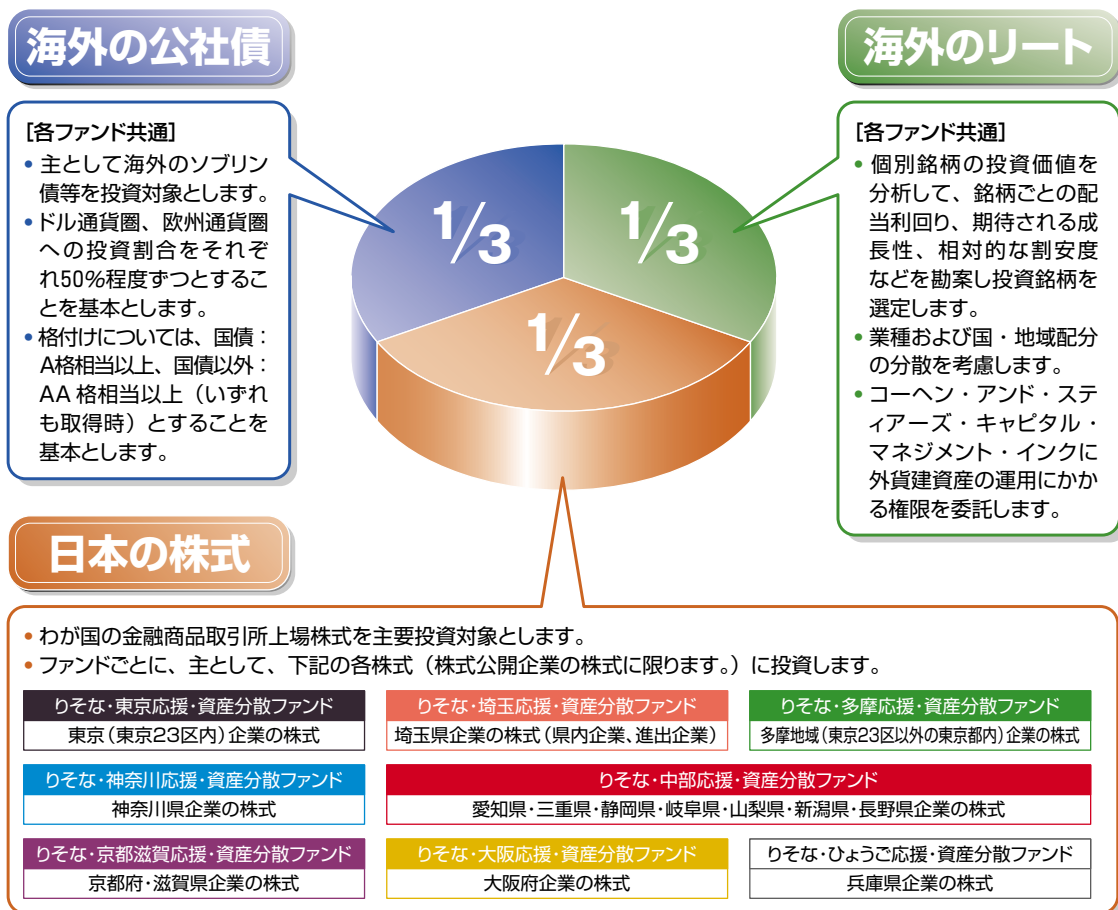 海外の公社債
[各ファンド共通]
• 主として海外のソブリン
債等を投資対象とします。
• ドル通貨圏、欧州通貨圏
への投資割合をそれぞ
れ50%程度ずつとするこ
とを基本とします。
• 格付けについては、国債：
A格相当以上、国債以外：
AA格相当以上（いずれ
も取得時）とすることを
基本とします。
1/3
1/3
1/3
海外のリート
[各ファンド共通]
• 個別銘柄の投資価値を
分析して、銘柄ごとの配
当利回り、期待される成
長性、相対的な割安度
などを勘案し投資銘柄を
選定します。
• 業種および国・地域配分
の分散を考慮します。
• コーヘン・アンド・ステ
ィアーズ・キャピタル・
マネジメント・インクに
外貨建資産の運用にかか
る権限を委託します。
日本の株式
• わが国の金融商品取引所上場株式を主要投資対象とします。
• ファンドごとに、主として、下記の各株式（株式公開企業の株式に限ります。）に投資します。
りそな・東京応援・資産分散ファンド
東京（東京23区内）企業の株式
りそな・埼玉応援・資産分散ファンド
埼玉県企業の株式（県内企業、進出企業）
りそな・多摩応援・資産分散ファンド
多摩地域（東京23区以外の東京都内）企業の株式
りそな・神奈川応援・資産分散ファンド
神奈川県企業の株式
りそな・中部応援・資産分散ファンド
愛知県・三重県・静岡県・岐阜県・山梨県・新潟県・長野県企業の株式
りそな・京都滋賀応援・資産分散ファンド
京都府・滋賀県企業の株式
りそな・大阪応援・資産分散ファンド
大阪府企業の株式
りそな・ひょうご応援・資産分散ファンド
兵庫県企業の株式